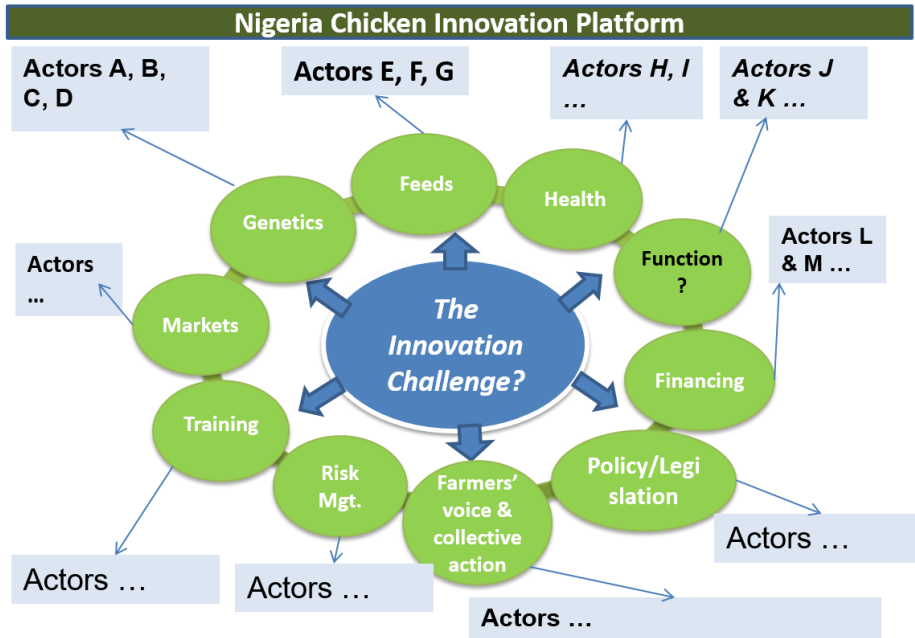 Nigeria Chicken Innovation Platform
Actors A, B,
C, D
Actors E, F, G
Actors H, I
…
Actors J
& K …
Feeds
Health
Genetics
Function
?
Actors L
& M …
Actors
…
Markets
The
Innovation
Challenge?
Financing
Training
Risk
Mgt.
Farmers’
voice &
collective
action
Policy/Legi
slation
Actors …
Actors …
Actors …
Actors …